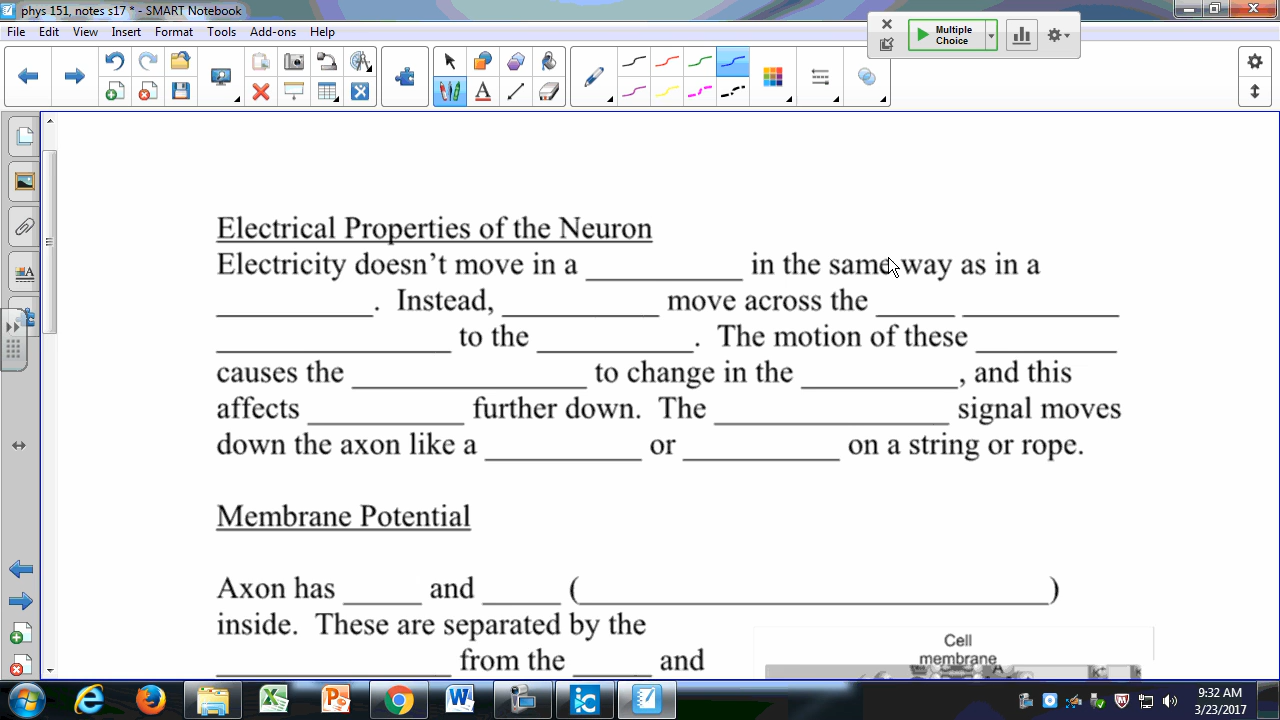 phys 151, notes s17 * - SMART Notebook
File Edit View Insert Format Tools Add-ons Help
Multiple
Choice
Electrical Properties of the Neuron
Electricity doesn't move in a __________ in the same way as in a
__________. Instead, __________ move across the _____ __________
_______________ to the __________. The motion of these _________
causes the _______________ to change in the __________, and this
affects __________ further down. The _______________ signal moves
down the axon like a __________ or __________ on a string or rope.
Membrane Potential
Axon has _____ and _____ (______________________________)
inside. These are separated by the
_______________ from the _____ and
Cell
membrane
A
K+
9:32 AM
3/23/2017